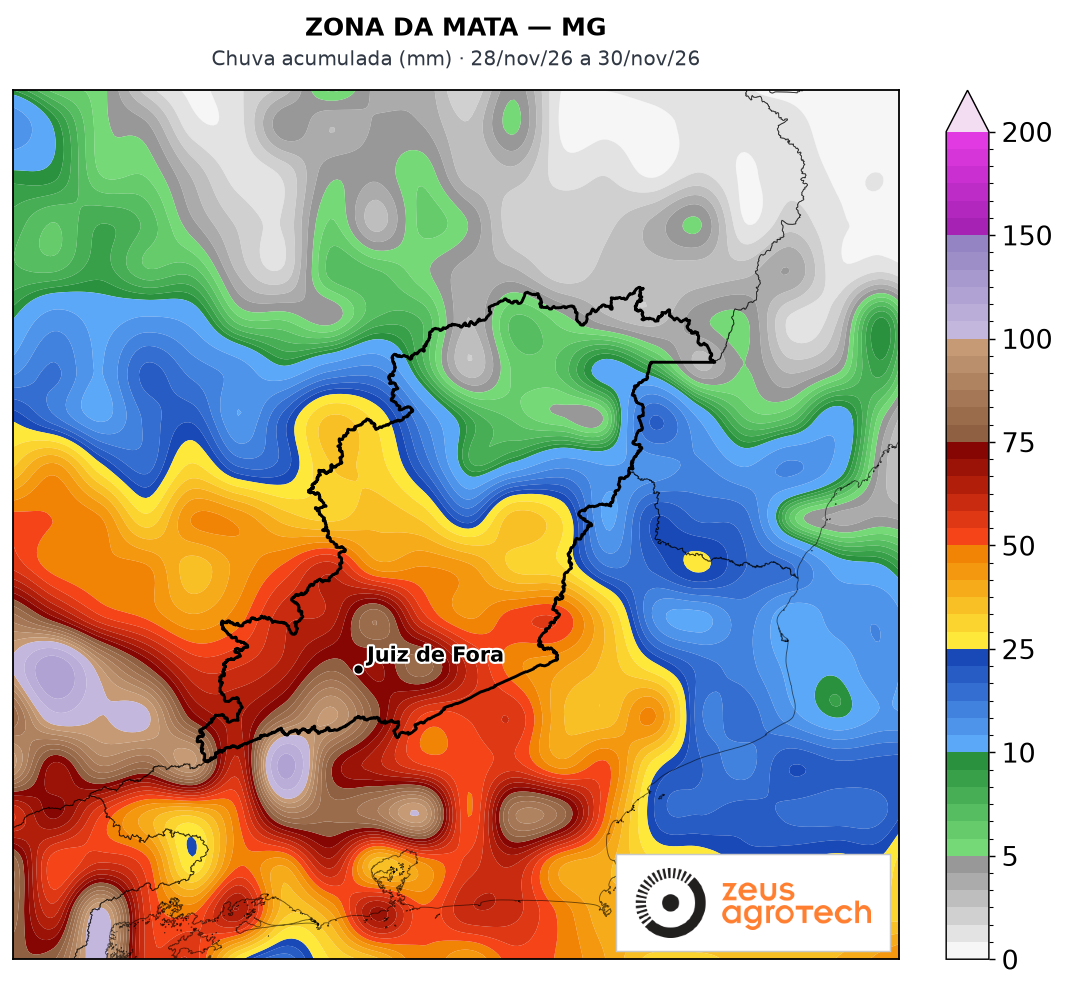 ZONA DA MATA — MG
Chuva acumulada (mm) · 28/nov/26 a 30/nov/26
Juiz de Fora
200
150
100
75
50
25
10
5
0
zeus
agrotech